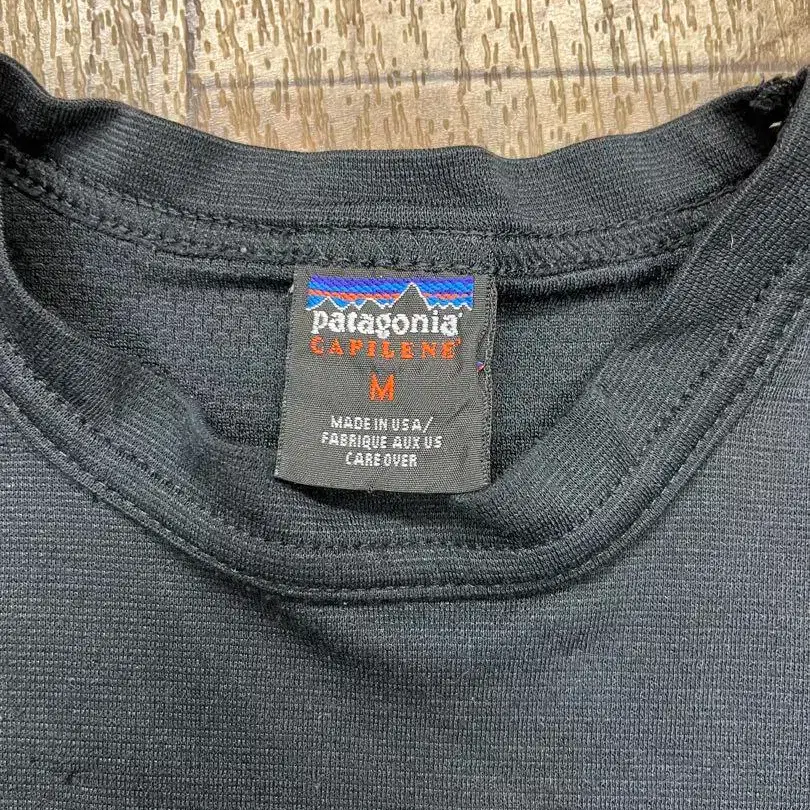 patagonia®
CAPILENE®
M
MADE IN USA/
FABRIQUE AUX US
CARE OVER